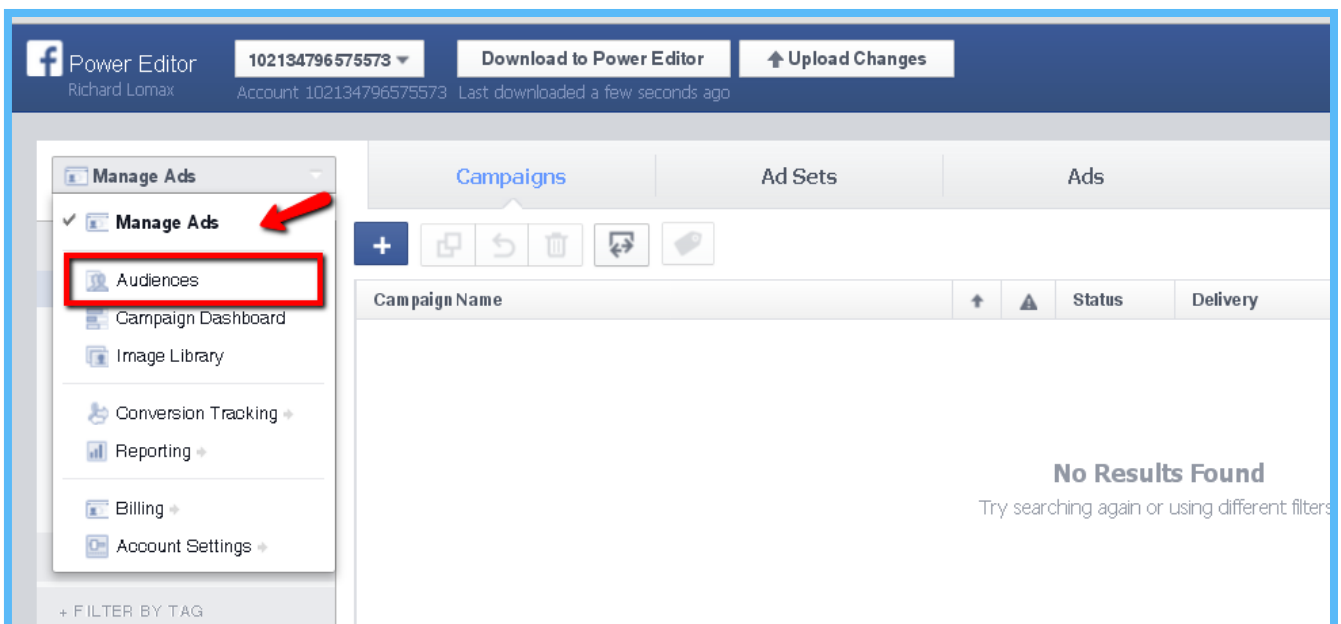 f Power Editor
Richard Lomax
102134796575573
Account 102134796575573
Download to Power Editor
Last downloaded a few seconds ago
Upload Changes
Manage Ads
Manage Ads
Audiences
Campaign Dashboard
Image Library
Conversion Tracking
Reporting
Billing
Account Settings
+ FILTER BY TAG
Campaigns
Ad Sets
Ads
+
Campaign Name
Status
Delivery
No Results Found
Try searching again or using different filters